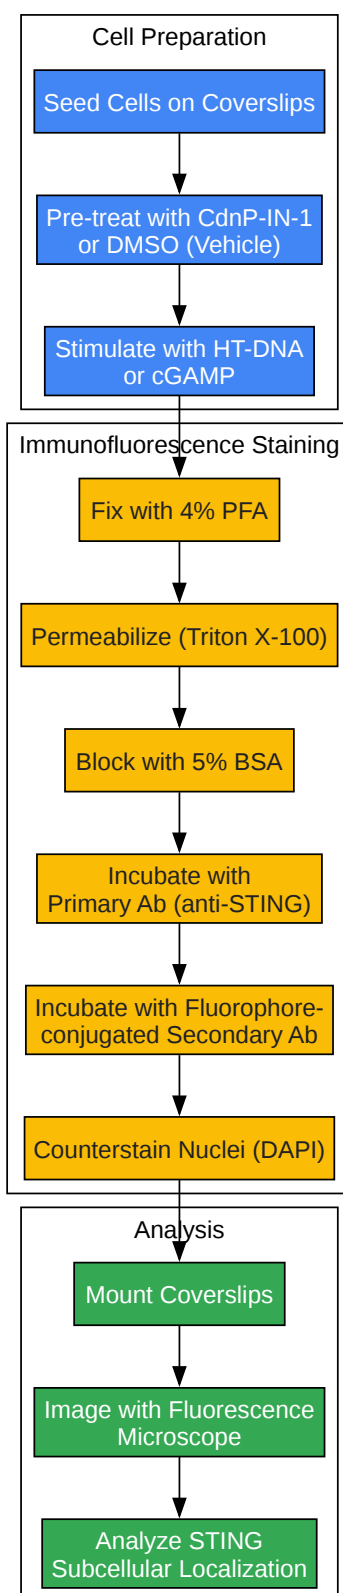 Cell Preparation
Seed Cells on Coverslips
Pre-treat with CdnP-IN-1
or DMSO (Vehicle)
Stimulate with HT-DNA
or cGAMP
Immunofluorescence Staining
Fix with 4% PFA
Permeabilize (Triton X-100)
Block with 5% BSA
Incubate with
Primary Ab (anti-STING)
Incubate with Fluorophore-
conjugated Secondary Ab
Counterstain Nuclei (DAPI)
Analysis
Mount Coverslips
Image with Fluorescence
Microscope
Analyze STING
Subcellular Localization